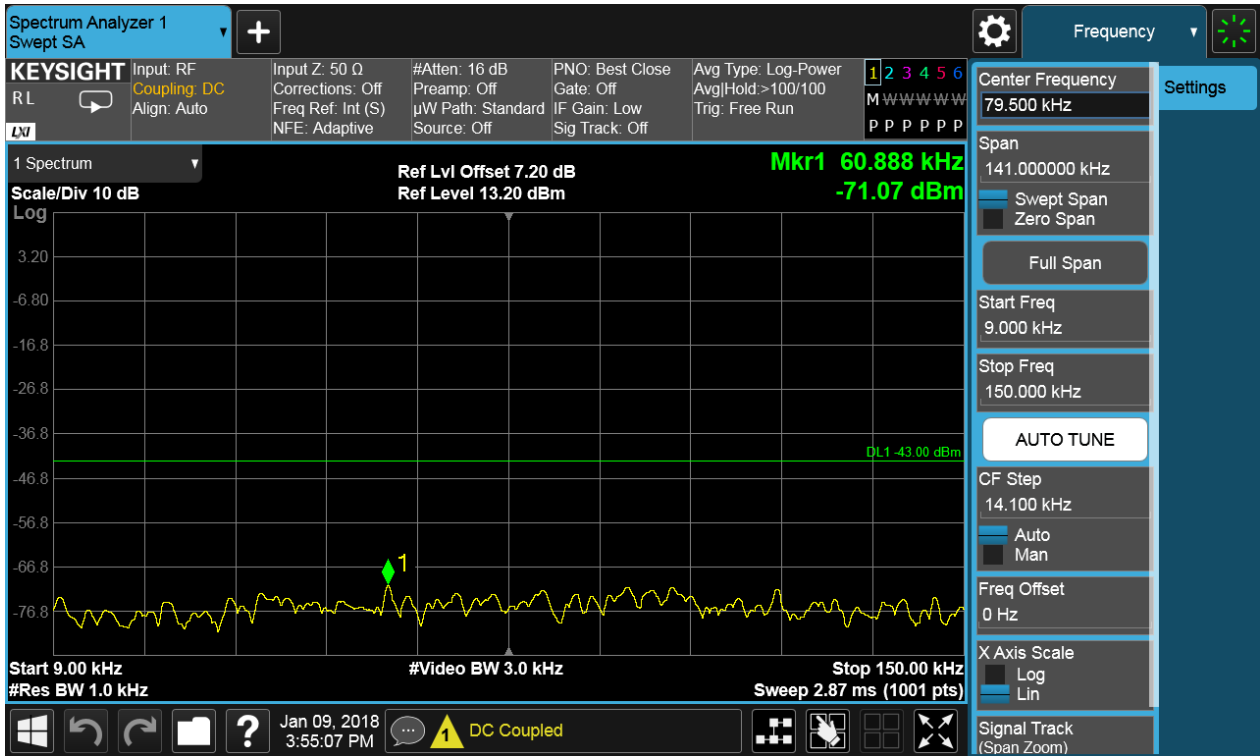 Spectrum Analyzer 1
Swept SA
+
Frequency
KEYSIGHT
R L
LXI
Input: RF
Coupling: DC
Align: Auto
Input Z: 50 Ω
Corrections: Off
Freq Ref: Int (S)
NFE: Adaptive
#Atten: 16 dB
Preamp: Off
µW Path: Standard
Source: Off
PNO: Best Close
Gate: Off
IF Gain: Low
Sig Track: Off
Avg Type: Log-Power
Avg|Hold:>100/100
Trig: Free Run
1 2 3 4 5 6
M W W W W W
P P P P P P
1 Spectrum
Scale/Div 10 dB
Log
Ref Lvl Offset 7.20 dB
Ref Level 13.20 dBm
Mkr1 60.888 kHz
-71.07 dBm
3.20
-6.80
-16.8
-26.8
-36.8
DL1 -43.00 dBm
-46.8
-56.8
-66.8
1
-76.8
Start 9.00 kHz
#Res BW 1.0 kHz
#Video BW 3.0 kHz
Stop 150.00 kHz
Sweep 2.87 ms (1001 pts)
Center Frequency
79.500 kHz
Settings
Span
141.000000 kHz
Swept Span
Zero Span
Full Span
Start Freq
9.000 kHz
Stop Freq
150.000 kHz
AUTO TUNE
CF Step
14.100 kHz
Auto
Man
Freq Offset
0 Hz
X Axis Scale
Log
Lin
Signal Track
(Span Zoom)
?
Jan 09, 2018
3:55:07 PM
1
DC Coupled